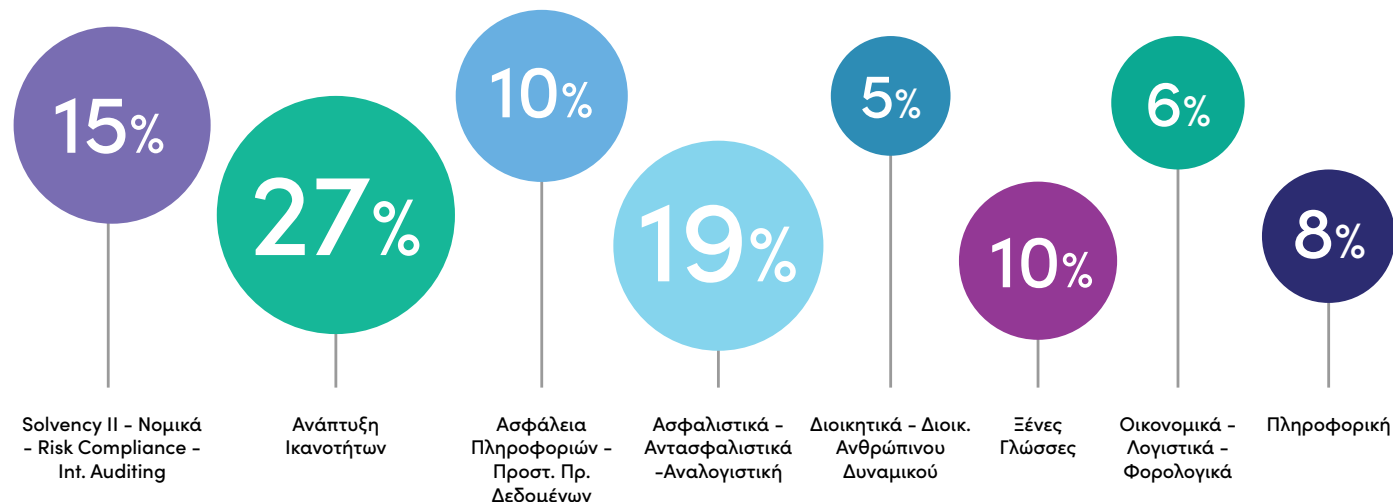 15%
Solvency II - Νομικά
- Risk Compliance -
Int. Auditing
27%
Ανάπτυξη
Ικανοτήτων
10%
Ασφάλεια
Πληροφοριών -
Προστ. Πρ.
Δεδομένων
19%
Ασφαλιστικά -
Αντασφαλιστικά
-Αναλογιστική
5%
Διοικητικά - Διοικ.
Ανθρώπινου
Δυναμικού
10%
Ξένες
Γλώσσες
6%
Οικονομικά -
Λογιστικά -
Φορολογικά
8%
Πληροφορική